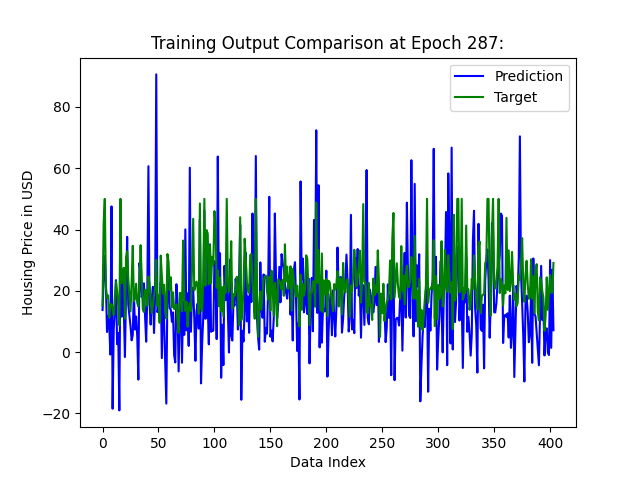 Training Output Comparison at Epoch 287:
Prediction
Target
Housing Price in USD
80
60
40
20
0
−20
0 50 100 150 200 250 300 350 400
Data Index